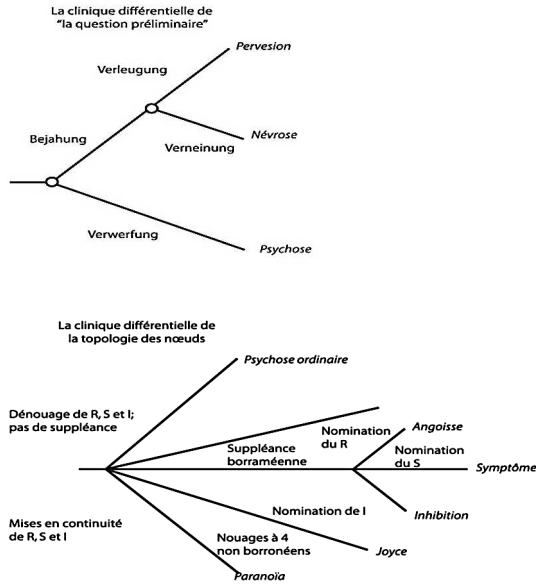 La clinique différentielle de
"la question préliminaire"
Pervesion
Verleugung
Bejahung
Névrose
Verneinung
Verwerfung
Psychose
La clinique différentielle de
la topologie des nœuds
Psychose ordinaire
Dénouage de R, S et I;
pas de suppléance
Nomination
du R
Angoisse
Suppléance
borraméenne
Nomination
du S
Symptôme
Nomination de I
Inhibition
Mises en continuité
de R, S et I
Nouages à 4
non borronéens
Joyce
Paranoïa